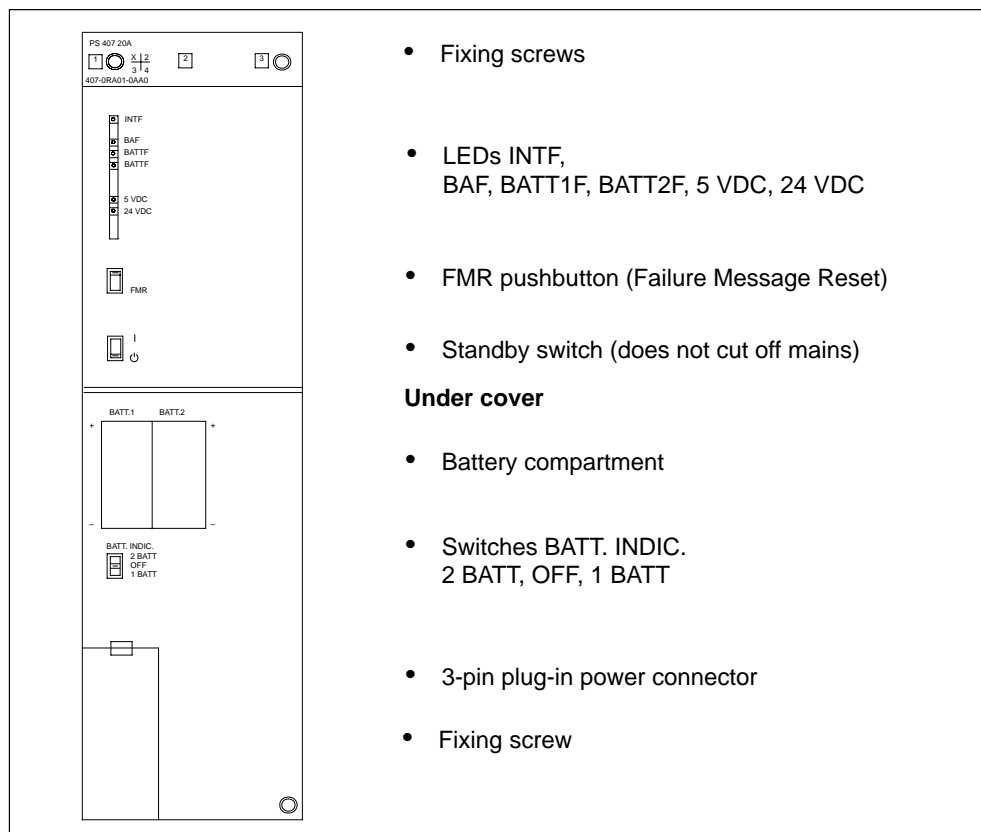 PS 407 20A
1 X 2 2 3
3 4
407-0RA01-0AA0
INTF
BAF
BATTF
BATTF
5 VDC
24 VDC
FMR
I
BATT.1 BATT.2
+ +
– –
BATT. INDIC.
2 BATT
OFF
1 BATT
• Fixing screws
• LEDs INTF,
BAF, BATT1F, BATT2F, 5 VDC, 24 VDC
• FMR pushbutton (Failure Message Reset)
• Standby switch (does not cut off mains)
Under cover
• Battery compartment
• Switches BATT. INDIC.
2 BATT, OFF, 1 BATT
• 3-pin plug-in power connector
• Fixing screw